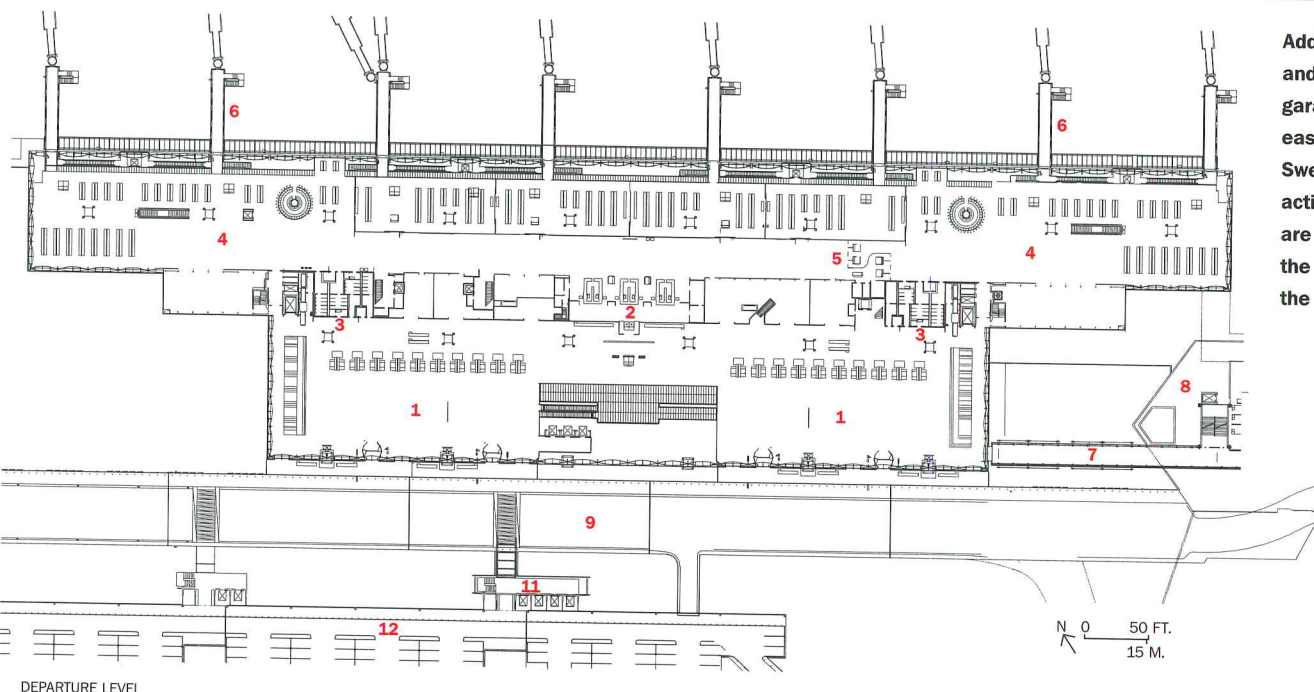 Add
and
gara
eas
Swe
acti
are
the
the
6
6
4
5
4
2
3
3
8
1
1
7
9
11
12
N 0 50 FT.
15 M.
DEPARTURE LEVEL